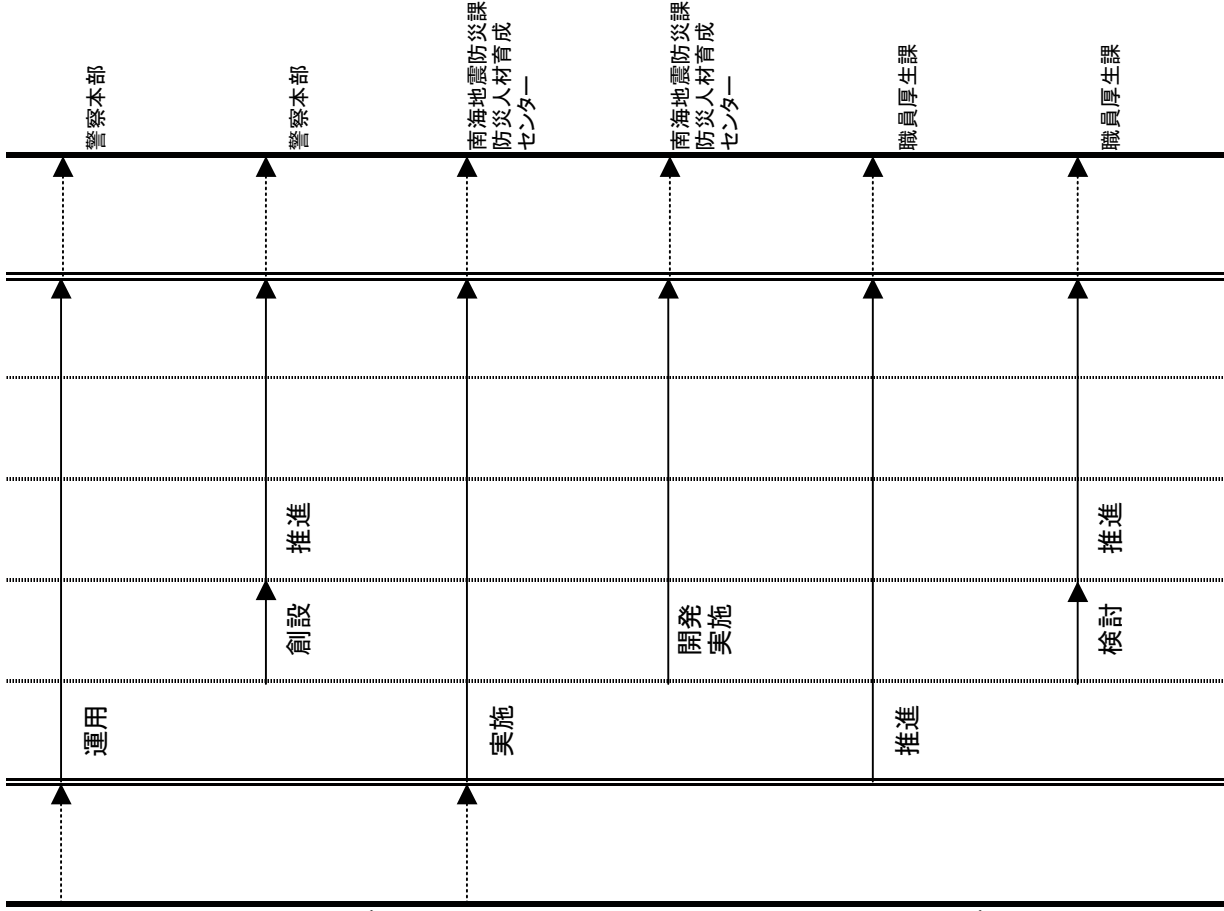 運用
警察本部
創設
推進
警察本部
実施
南海地震防災課
防災人材育成
センター
開発
実施
南海地震防災課
防災人材育成
センター
推進
職員厚生課
検討
推進
職員厚生課